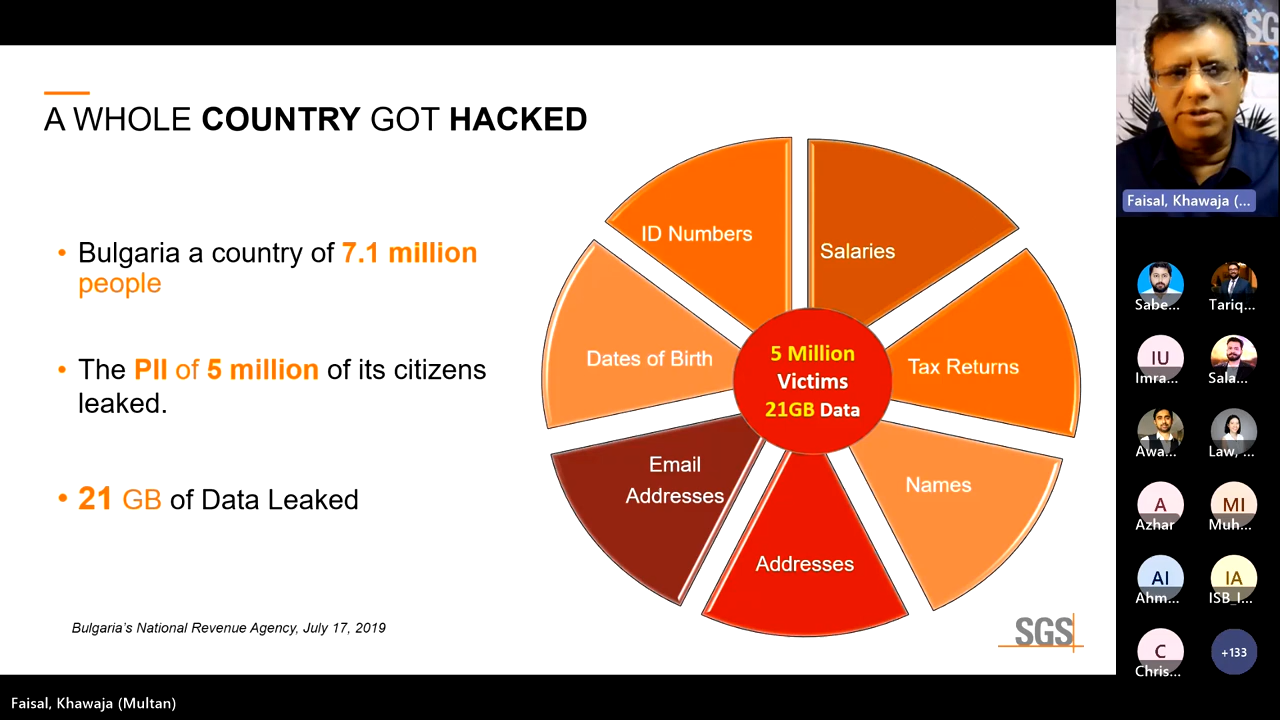 A WHOLE COUNTRY GOT HACKED
• Bulgaria a country of 7.1 million
people
• The PII of 5 million of its citizens
leaked.
• 21 GB of Data Leaked
Bulgaria's National Revenue Agency, July 17, 2019
ID Numbers
Salaries
Dates of Birth
Tax Returns
5 Million
Victims
21GB Data
Email
Addresses
Names
Addresses
SGS
SG
Faisal, Khawaja (...
Sabe...
Tariq...
IU
Imra...
Sala...
Awa...
Law, ...
A
Azhar
MI
Muh...
AI
Ahm...
IA
ISB_I...
C
Chris...
+133
Faisal, Khawaja (Multan)